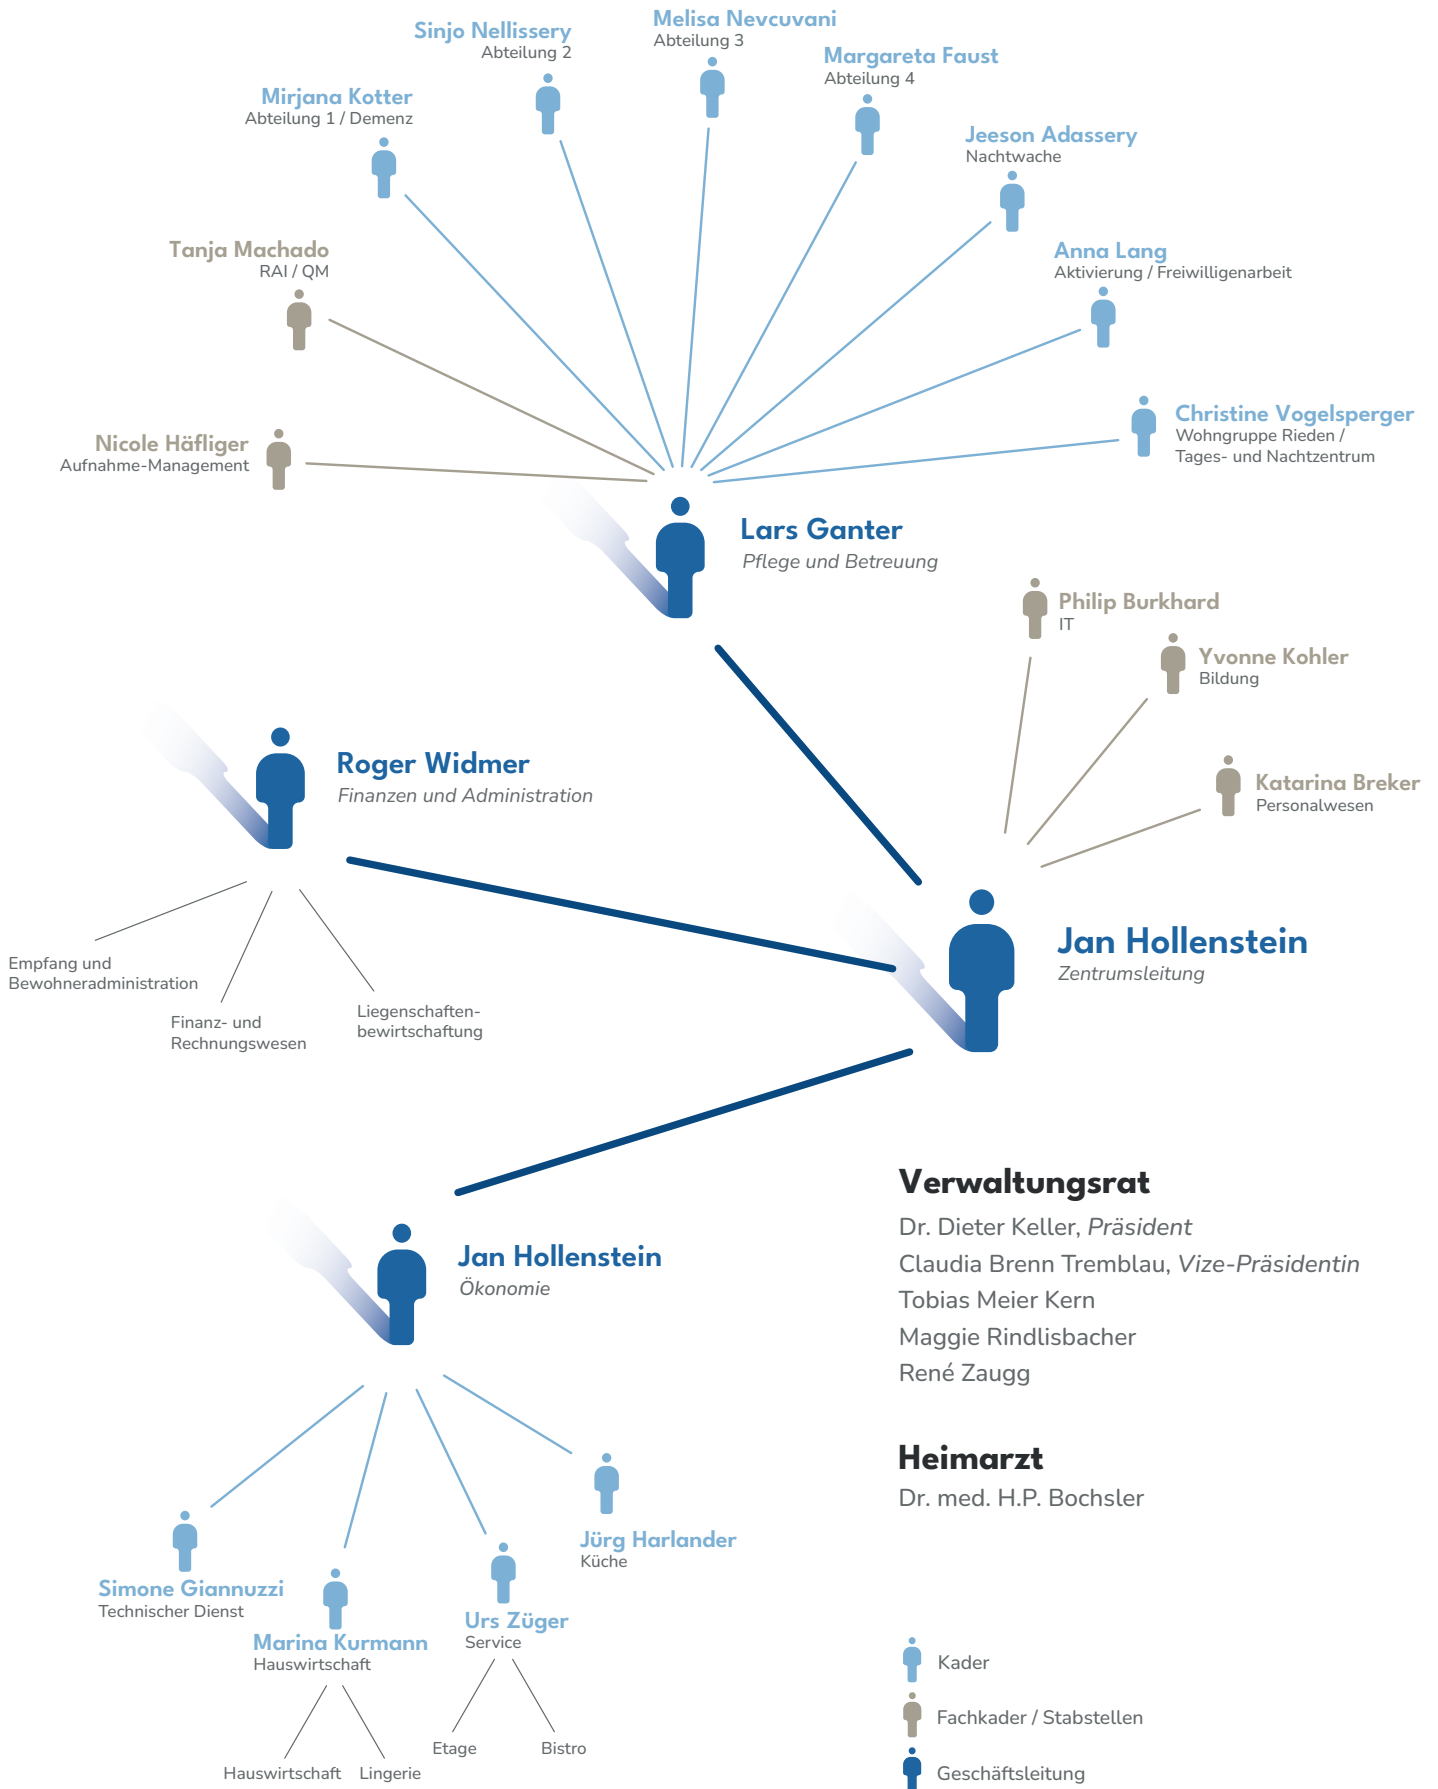 Melisa Nevcuvani
Abteilung 3
Sinjo Nellissery
Abteilung 2
Margareta Faust
Abteilung 4
Mirjana Kotter
Abteilung 1 / Demenz
Jeeson Adassery
Nachtwache
Tanja Machado
RAI / QM
Anna Lang
Aktivierung / Freiwilligenarbeit
Nicole Häfliger
Aufnahme-Management
Christine Vogelsperger
Wohngruppe Rieden /
Tages- und Nachtzentrum
Lars Ganter
Pflege und Betreuung
Philip Burkhard
IT
Yvonne Kohler
Bildung
Katarina Breker
Personalwesen
Roger Widmer
Finanzen und Administration
Empfang und
Bewohneradministration
Finanz- und
Rechnungswesen
Liegenschaften-
bewirtschaftung
Jan Hollenstein
Zentrumsleitung
Jan Hollenstein
Ökonomie
Verwaltungsrat
Dr. Dieter Keller, Präsident
Claudia Brenn Tremblau, Vize-Präsidentin
Tobias Meier Kern
Maggie Rindlisbacher
René Zaugg
Heimarzt
Dr. med. H.P. Bochsler
Jürg Harlander
Küche
Simone Giannuzzi
Technischer Dienst
Urs Züger
Service
Marina Kurmann
Hauswirtschaft
Etage
Bistro
Hauswirtschaft
Lingerie
Kader
Fachkader / Stabstellen
Geschäftsleitung